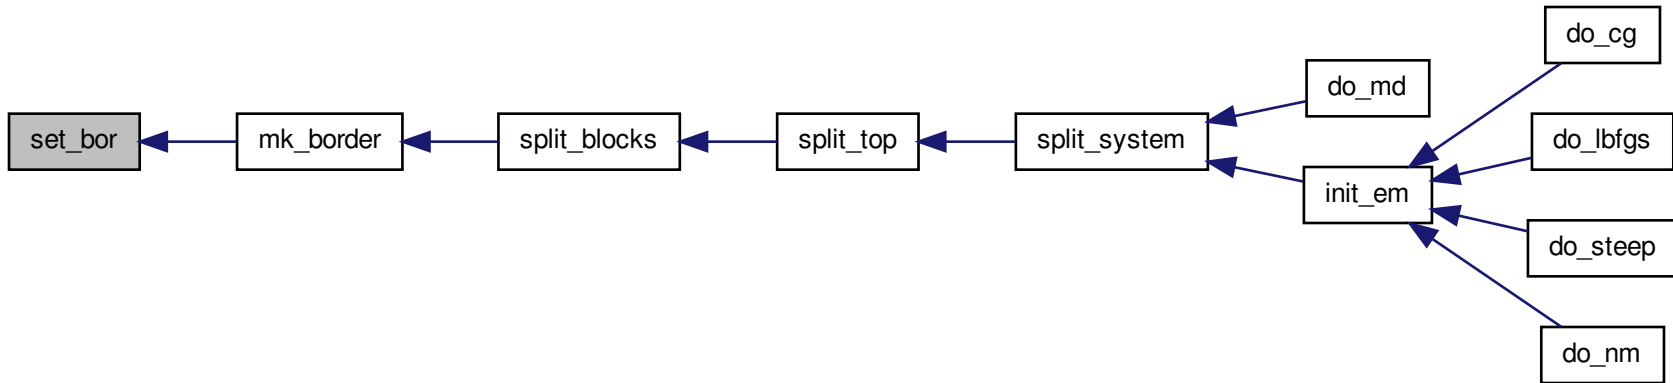 set_bor
mk_border
split_blocks
split_top
split_system
do_md
init_em
do_cg
do_lbfgs
do_steep
do_nm